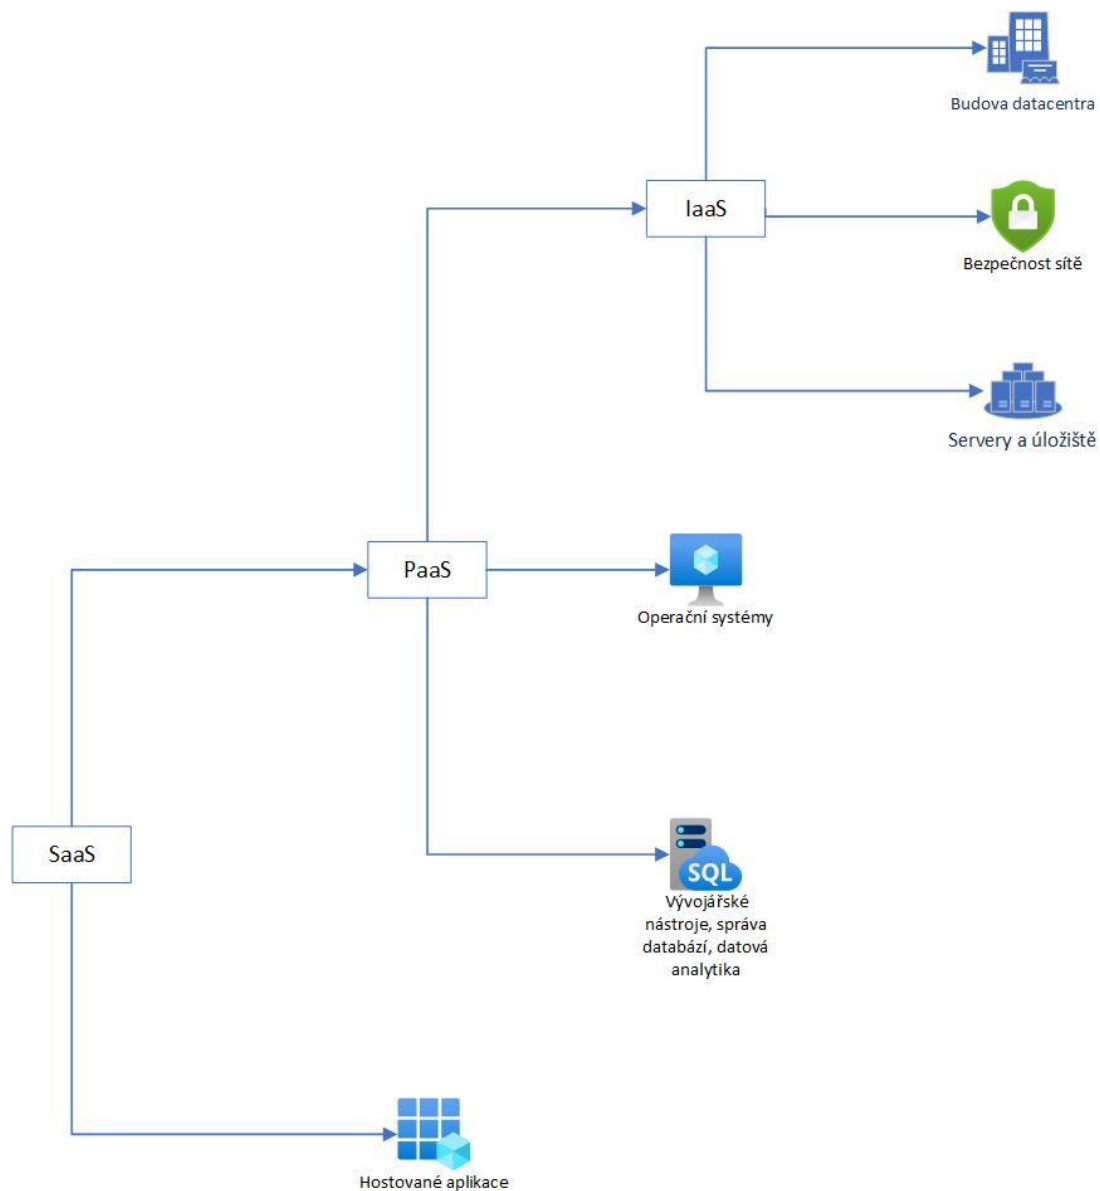 Budova datacentra
IaaS
Bezpečnost sítě
Servery a úložiště
PaaS
Operační systémy
SaaS
SQL
Vývojářské
nástroje, správa
databází, datová
analytika
Hostované aplikace